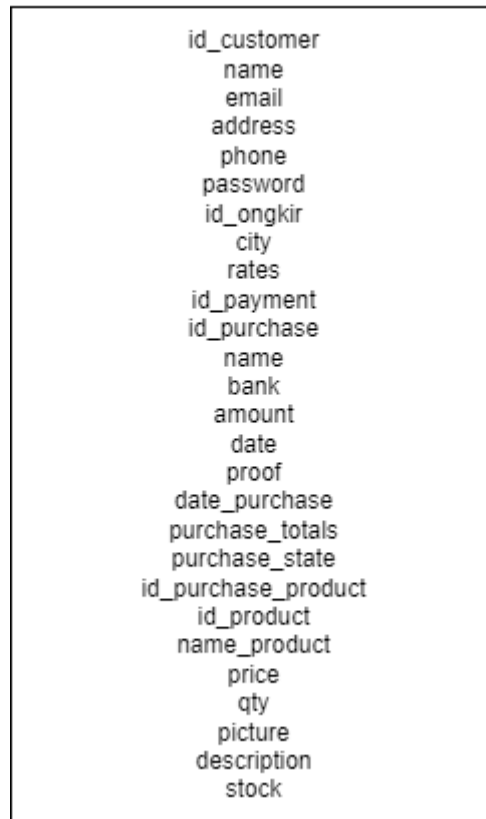 id_customer
name
email
address
phone
password
id_ongkir
city
rates
id_payment
id_purchase
name
bank
amount
date
proof
date_purchase
purchase_totals
purchase_state
id_purchase_product
id_product
name_product
price
qty
picture
description
stock